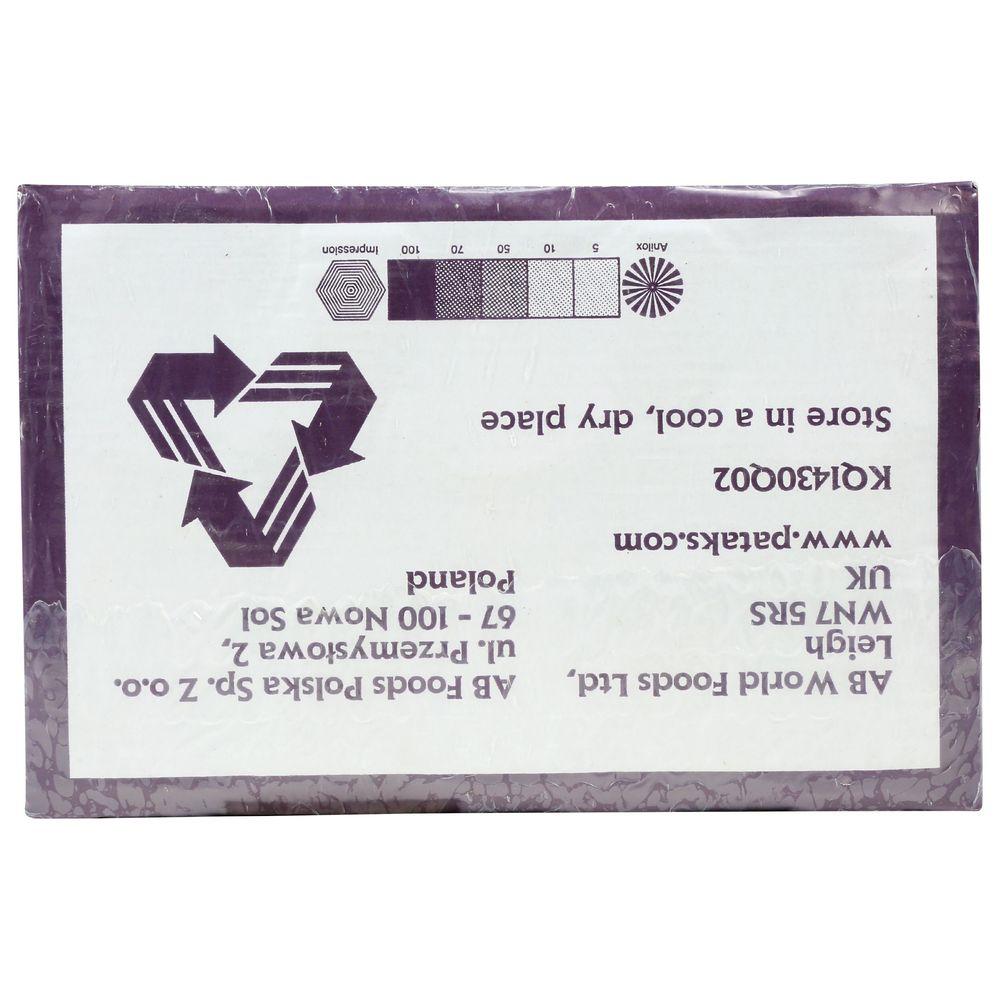 AB World Foods Ltd,
Leigh
WN7 5RS
UK
www.pataks.com
AB Foods Polska Sp. Z o.o.
ul. Przemysłowa 2,
67 - 100 Nowa Sol
Poland
KQ1430Q02
Store in a cool, dry place
Anilox 5 10 50 70 100 Impression